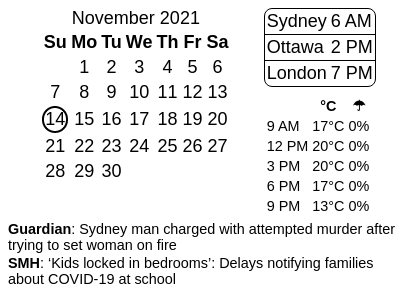 November 2021
Su Mo Tu We Th Fr Sa
1 2 3 4 5 6
7 8 9 10 11 12 13
14 15 16 17 18 19 20
21 22 23 24 25 26 27
28 29 30
Sydney 6 AM
Ottawa 2 PM
London 7 PM
°C ☂
9 AM 17°C 0%
12 PM 20°C 0%
3 PM 20°C 0%
6 PM 17°C 0%
9 PM 13°C 0%
Guardian: Sydney man charged with attempted murder after
trying to set woman on fire
SMH: ‘Kids locked in bedrooms’: Delays notifying families
about COVID-19 at school